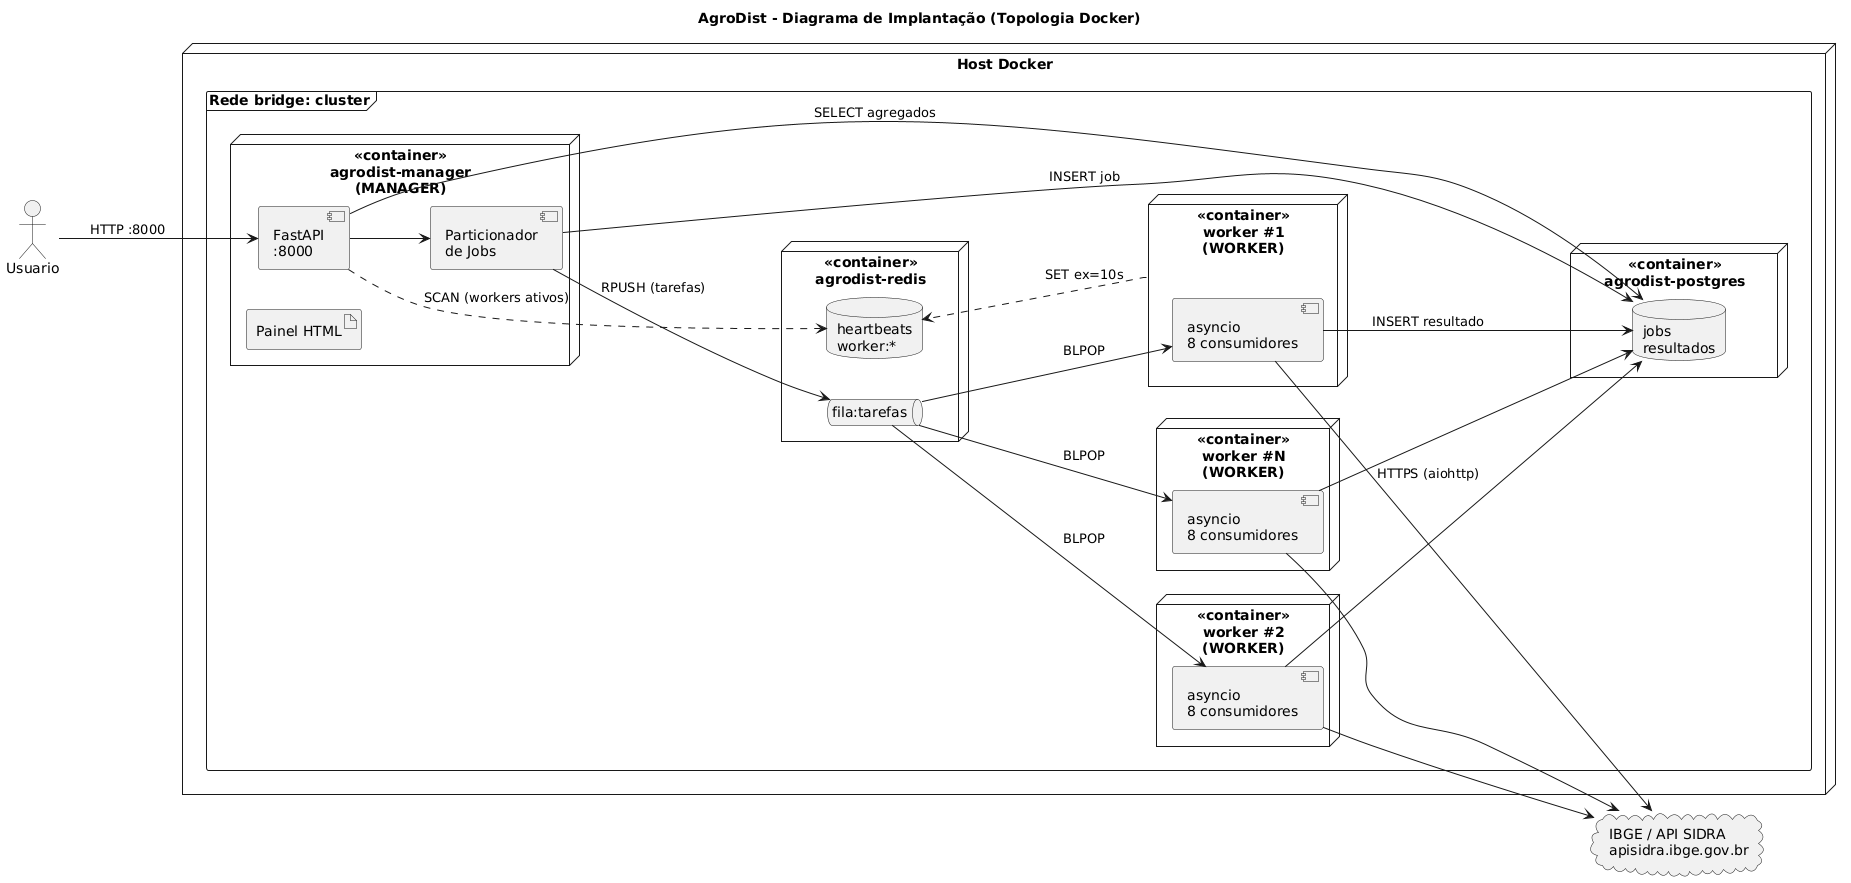 AgroDist - Diagrama de Implantação (Topologia Docker)
Host Docker
Rede bridge: cluster
SELECT agregados
«container»
agrodist-manager
(MANAGER)
INSERT job
HTTP :8000
Usuario
FastAPI
:8000
Particionador
de Jobs
SCAN (workers ativos)
RPUSH (tarefas)
Painel HTML
«container»
agrodist-redis
heartbeats
worker:*
fila:tarefas
SET ex=10s
BLPOP
BLPOP
BLPOP
«container»
worker #1
(WORKER)
asyncio
8 consumidores
INSERT resultado
«container»
agrodist-postgres
jobs
resultados
«container»
worker #N
(WORKER)
asyncio
8 consumidores
HTTPS (aiohttp)
«container»
worker #2
(WORKER)
asyncio
8 consumidores
IBGE / API SIDRA
apisidra.ibge.gov.br